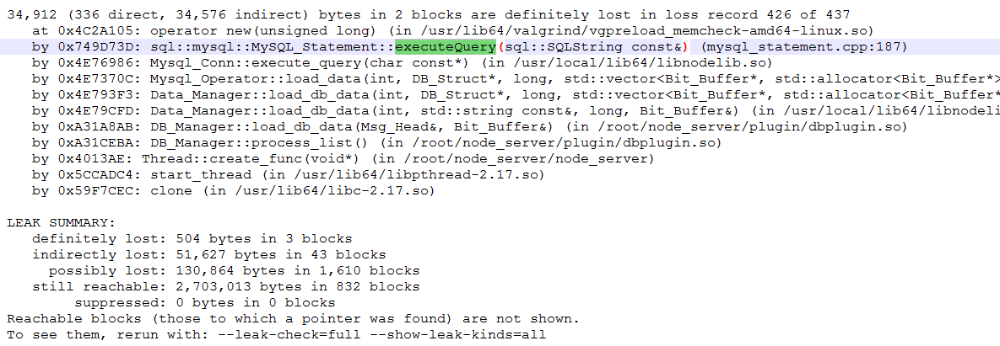 34,912 (336 direct, 34,576 indirect) bytes in 2 blocks are definitely lost in loss record 426 of 437
at 0x4C2A105: operator new(unsigned long) (in /usr/lib64/valgrind/vgpreload_memcheck-amd64-linux.so)
by 0x749D73D: sql::mysql::MySQL_Statement::executeQuery(sql::SQLString const&) (mysql_statement.cpp:187)
by 0x4E76986: Mysql_Conn::execute_query(char const*) (in /usr/local/lib64/libnodelib.so)
by 0x4E7370C: Mysql_Operator::load_data(int, DB_Struct*, long, std::vector<Bit_Buffer*, std::allocator<Bit_Buffer*>
by 0x4E793F3: Data_Manager::load_db_data(int, DB_Struct*, long, std::vector<Bit_Buffer*, std::allocator<Bit_Buffe
by 0x4E79CFD: Data_Manager::load_db_data(int, std::string const&, long, Bit_Buffer&) (in /usr/local/lib64/libnodeli
by 0xA31A8AB: DB_Manager::load_db_data(Msg_Head&, Bit_Buffer&) (in /root/node_server/plugin/dbplugin.so)
by 0xA31CEBA: DB_Manager::process_list() (in /root/node_server/plugin/dbplugin.so)
by 0x4013AE: Thread::create_func(void*) (in /root/node_server/node_server)
by 0x5CCADC4: start_thread (in /usr/lib64/libpthread-2.17.so)
by 0x59F7CEC: clone (in /usr/lib64/libc-2.17.so)
LEAK SUMMARY:
definitely lost: 504 bytes in 3 blocks
indirectly lost: 51,627 bytes in 43 blocks
possibly lost: 130,864 bytes in 1,610 blocks
still reachable: 2,703,013 bytes in 832 blocks
suppressed: 0 bytes in 0 blocks
Reachable blocks (those to which a pointer was found) are not shown.
To see them, rerun with: --leak-check=full --show-leak-kinds=all